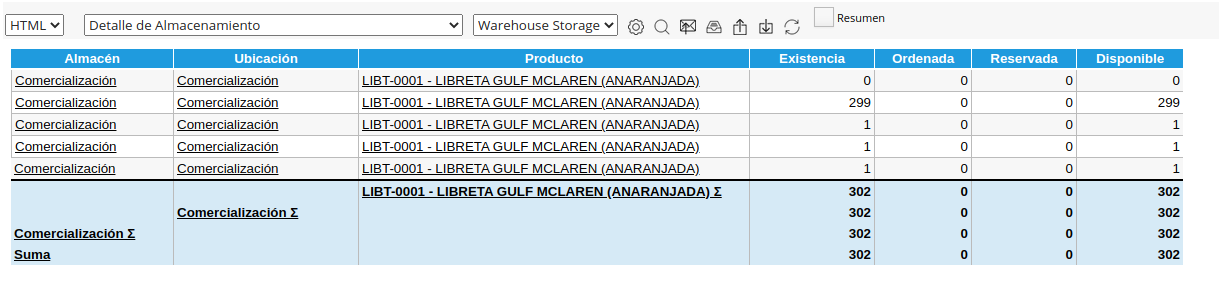 HTML Detalle de Almacenamiento Warehouse Storage Resumen
Almacén Ubicación Producto Existencia Ordenada Reservada Disponible
Comercialización Comercialización LIBT-0001 - LIBRETA GULF MCLAREN (ANARANJADA) 0 0 0 0
Comercialización Comercialización LIBT-0001 - LIBRETA GULF MCLAREN (ANARANJADA) 299 0 0 299
Comercialización Comercialización LIBT-0001 - LIBRETA GULF MCLAREN (ANARANJADA) 1 0 0 1
Comercialización Comercialización LIBT-0001 - LIBRETA GULF MCLAREN (ANARANJADA) 1 0 0 1
Comercialización Comercialización LIBT-0001 - LIBRETA GULF MCLAREN (ANARANJADA) 1 0 0 1
LIBT-0001 - LIBRETA GULF MCLAREN (ANARANJADA) Σ 302 0 0 302
Comercialización Σ 302 0 0 302
Comercialización Σ 302 0 0 302
Suma 302 0 0 302